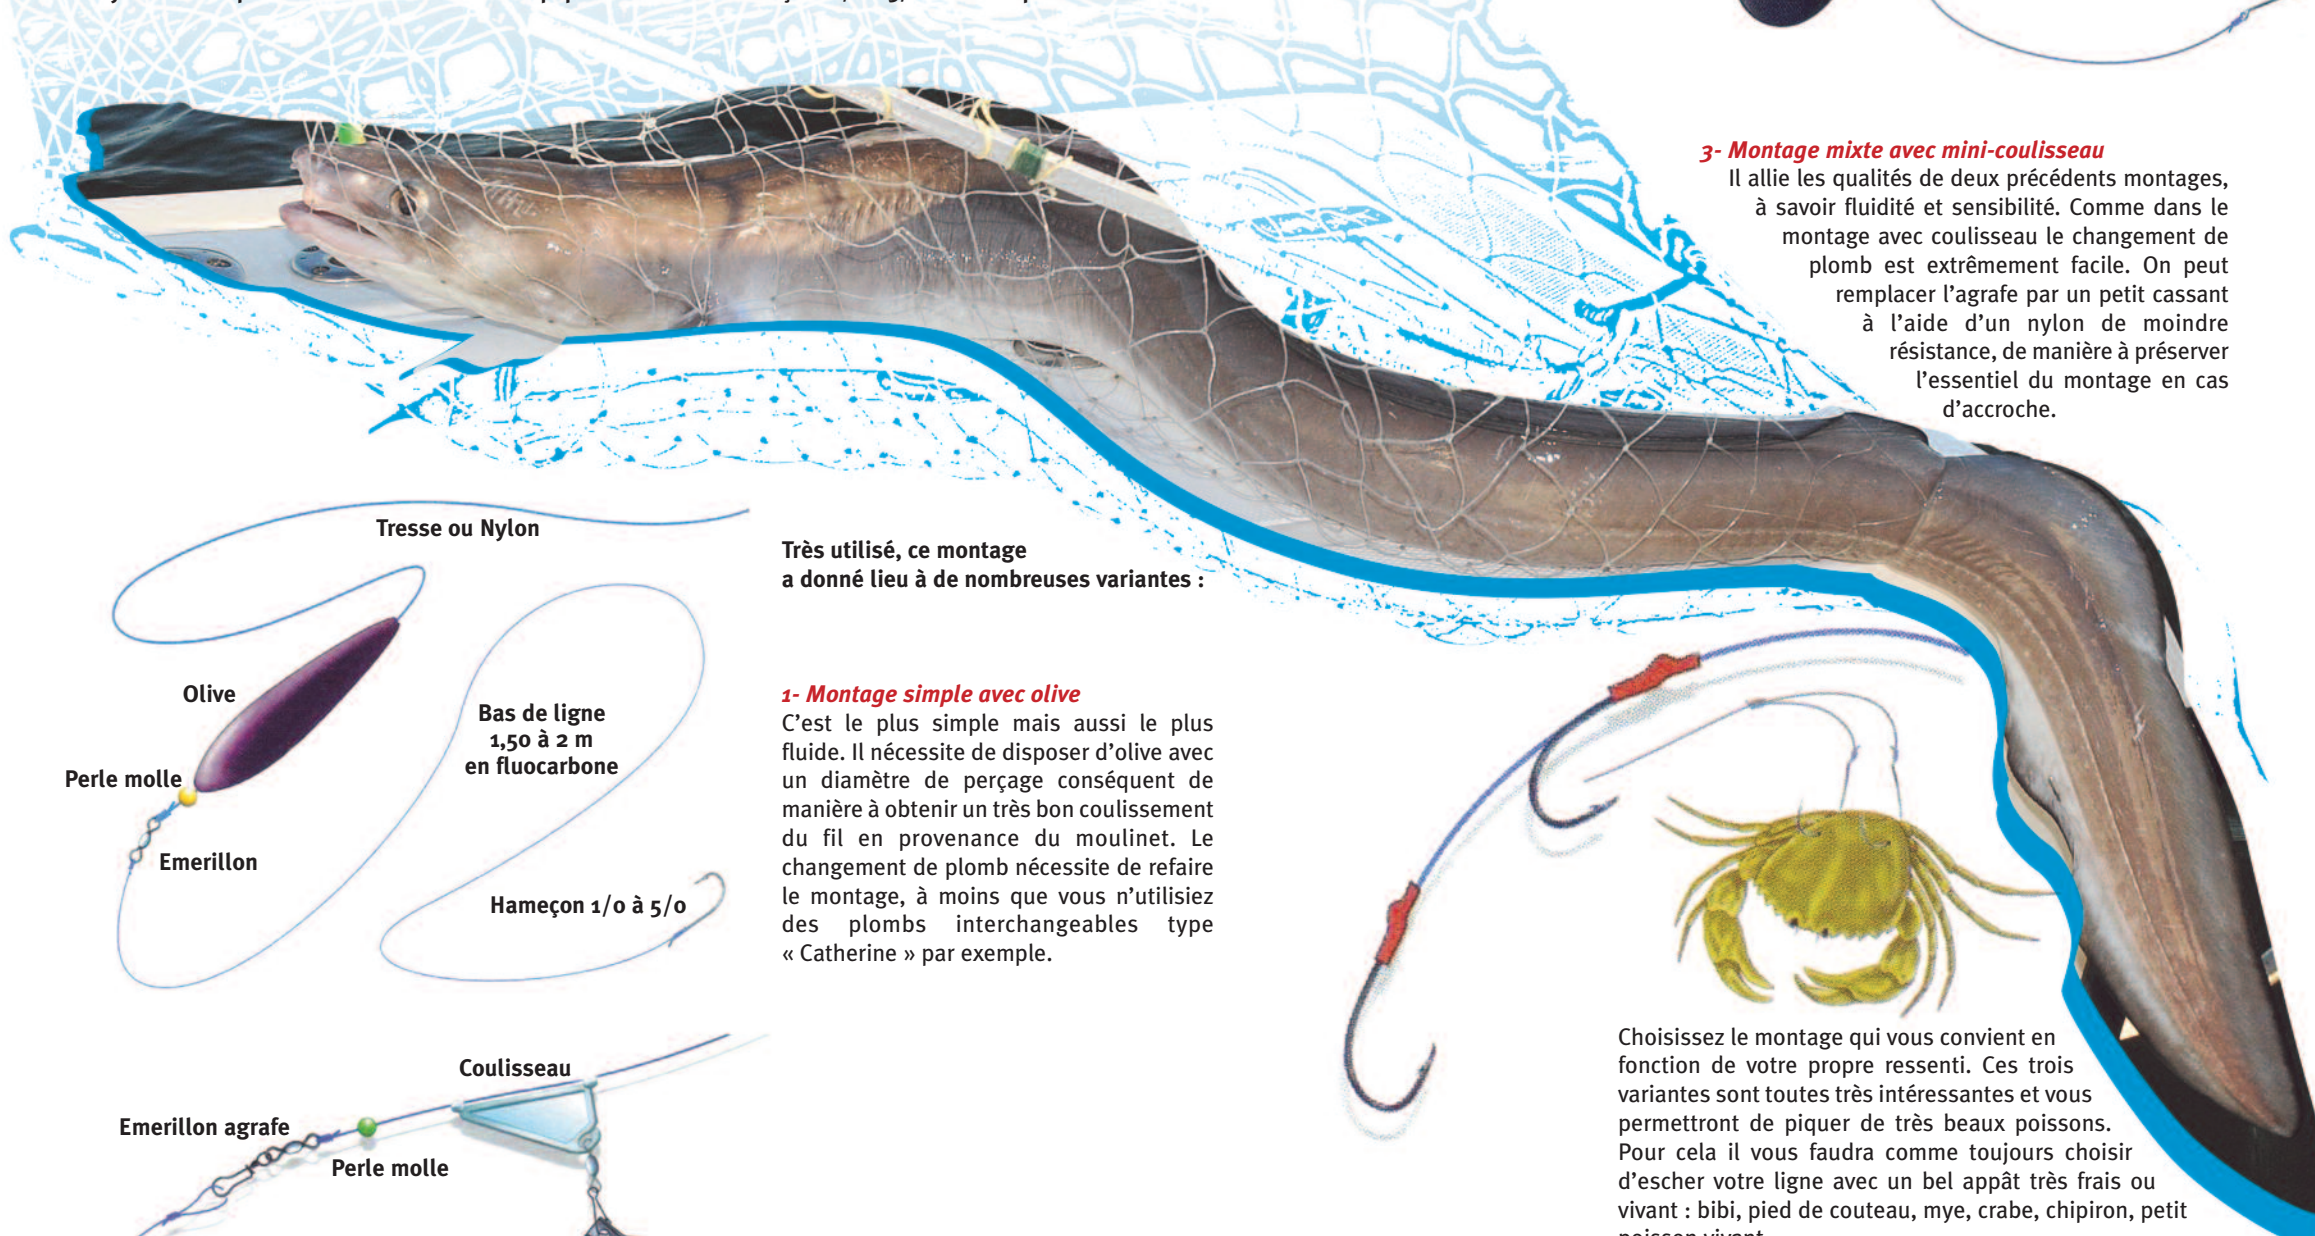 3- Montage mixte avec mini-coulisseau
Il allie les qualités de deux précédents montages,
à savoir fluidité et sensibilité. Comme dans le
montage avec coulisseau le changement de
plomb est extrêmement facile. On peut
remplacer l’agrafe par un petit cassant
à l’aide d’un nylon de moindre
résistance, de manière à préserver
l’essentiel du montage en cas
d’accroche.
Tresse ou Nylon
Olive
Perle molle
Emerillon
Bas de ligne
1,50 à 2 m
en fluocarbone
Hameçon 1/0 à 5/0
Très utilisé, ce montage
a donné lieu à de nombreuses variantes :
1- Montage simple avec olive
C’est le plus simple mais aussi le plus
fluide. Il nécessite de disposer d’olive avec
un diamètre de perçage conséquent de
manière à obtenir un très bon coulissement
du fil en provenance du moulinet. Le
changement de plomb nécessite de refaire
le montage, à moins que vous n’utilisiez
des plombs interchangeables type
« Catherine » par exemple.
Coulisseau
Emerillon agrafe
Perle molle
Choisissez le montage qui vous convient en
fonction de votre propre ressenti. Ces trois
variantes sont toutes très intéressantes et vous
permettront de piquer de très beaux poissons.
Pour cela il vous faudra comme toujours choisir
d’escher votre ligne avec un bel appât très frais ou
vivant : bibi, pied de couteau, mye, crabe, chipiron, petit
poisson vivant